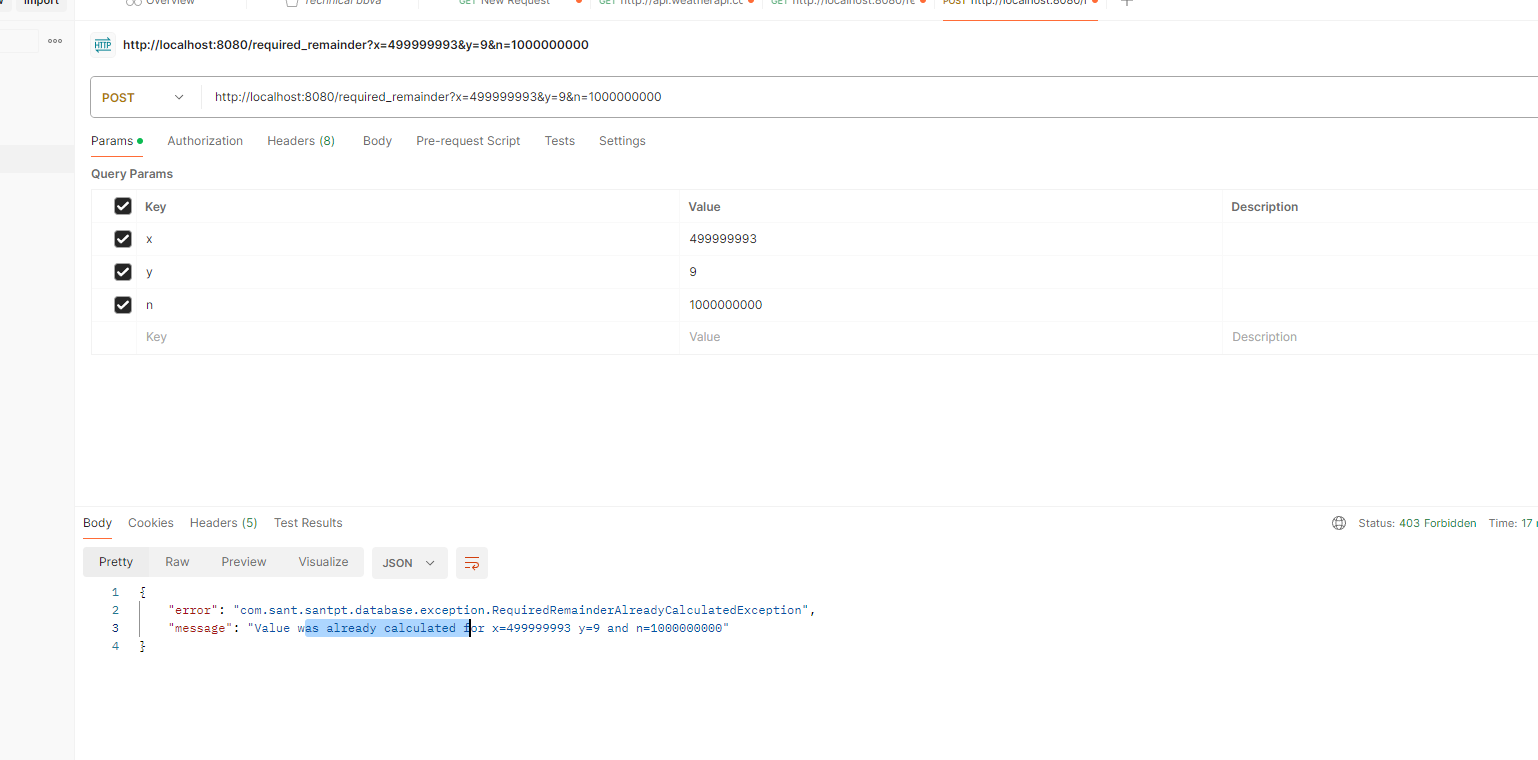 Import
Overview
Technical bbva
GET New Request
GET http://api.weatherapi.cc
GET http://localhost:8080/re
POST http://localhost:8080/r
HTTP http://localhost:8080/required_remainder?x=499999993&y=9&n=1000000000
POST http://localhost:8080/required_remainder?x=499999993&y=9&n=1000000000
Params Authorization Headers (8) Body Pre-request Script Tests Settings
Query Params
Key Value Description
x 499999993
y 9
n 1000000000
Key Value Description
Body Cookies Headers (5) Test Results Status: 403 Forbidden Time: 17
Pretty Raw Preview Visualize JSON
1 {
2 "error": "com.sant.santpt.database.exception.RequiredRemainderAlreadyCalculatedException",
3 "message": "Value was already calculated for x=499999993 y=9 and n=1000000000"
4 }